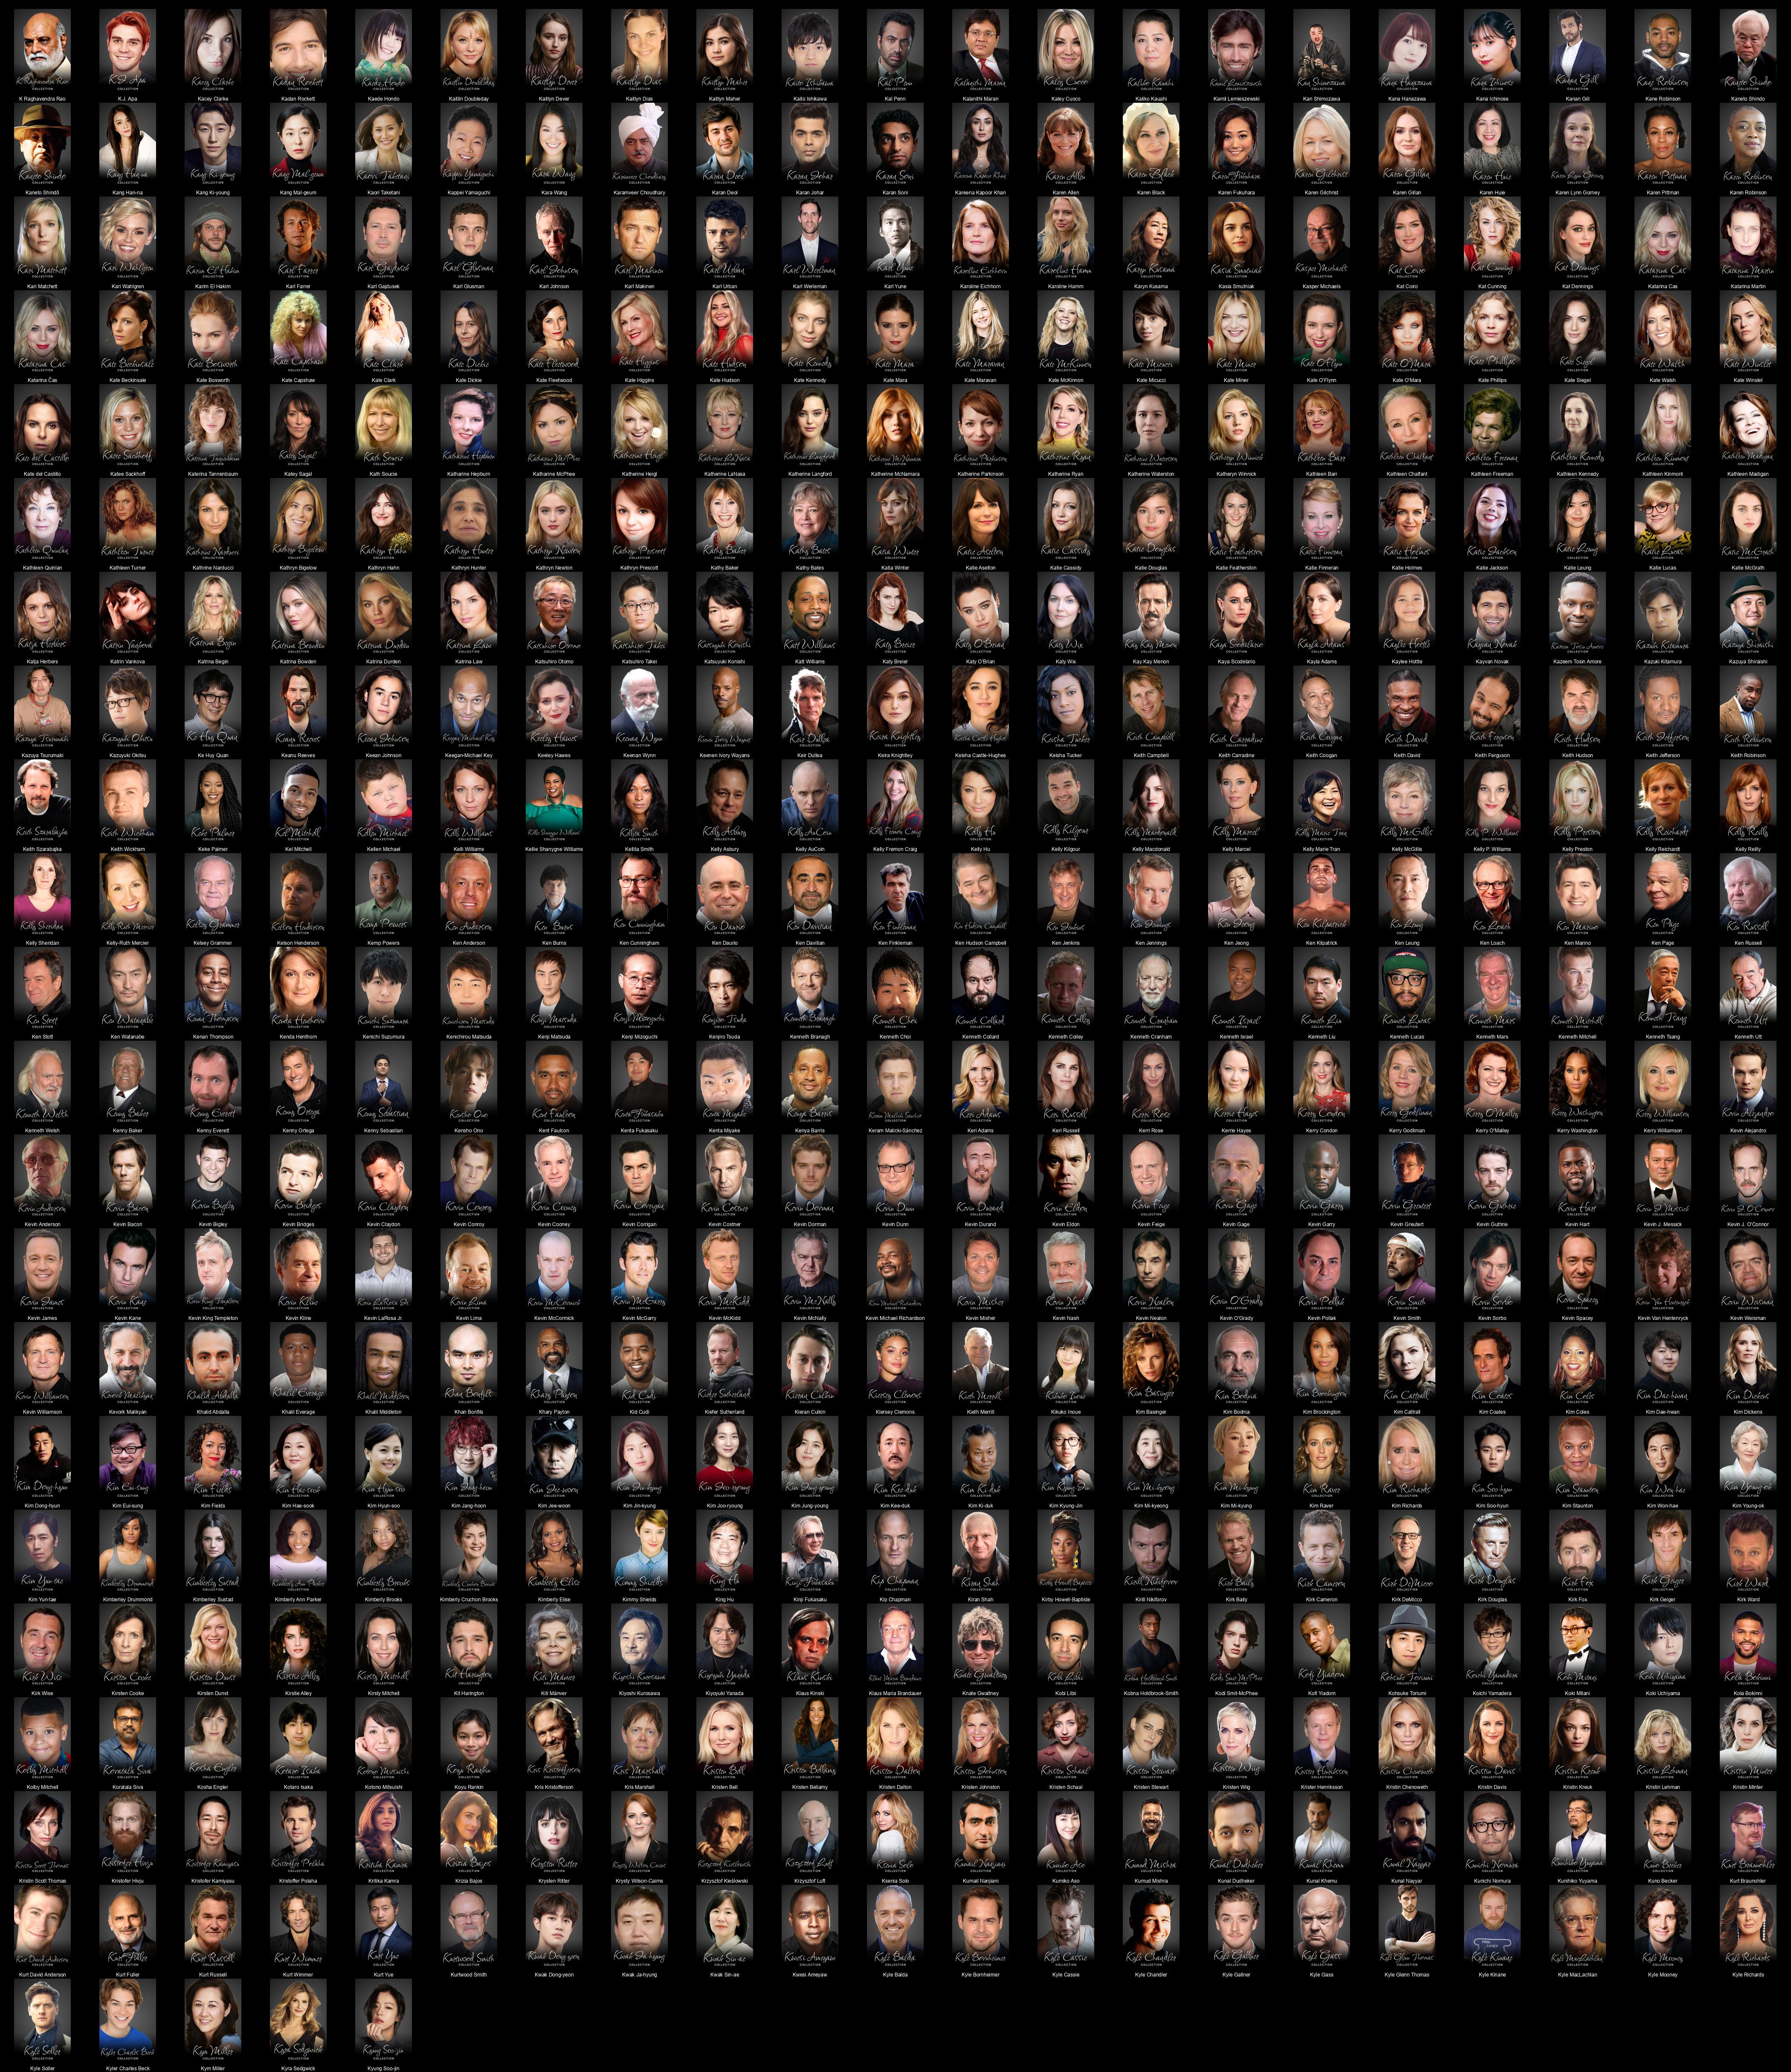 K Raghavendra Rao K.J. Apa Kacey Clarke Kadan Rockett Kaede Hondo Kaitlin Doubleday Kaitlyn Dever Kaitlyn Dias Kaitlyn Maher Kaito Ishikawa Kal Penn Kalanithi Maran Kaley Cuoco Kaliko Kauahi Kamil Lemieszewski Kan Shimozawa Kana Hanazawa Kana Ichinose Kanan Gill Kane Robinson Kaneto Shindo
Kaneto Shindô Kang Han-na Kang Ki-young Kang Mal-geum Kaori Takatani Kappei Yamaguchi Kara Wang Karamveer Choudhary Karan Deol Karan Johar Karan Soni Kareena Kapoor Khan Karen Allen Karen Black Karen Fukuhara Karen Gilchrist Karen Gillan Karen Huie Karen Lynn Gorney Karen Pittman Karen Robinson
Kari Matchett Kari Wahlgren Karim El Hakim Karl Farrer Karl Gajdusek Karl Glusman Karl Johnson Karl Makinen Karl Urban Karl Werleman Karl Yune Karoline Eichhorn Karoline Hamm Karyn Kusama Kasia Smutniak Kasper Michaels Kat Coiro Kat Cunning Kat Dennings Katarina Cas Katarina Martin
Katarina Čas Kate Beckinsale Kate Bosworth Kate Capshaw Kate Clark Kate Dickie Kate Fleetwood Kate Higgins Kate Hudson Kate Kennedy Kate Mara Kate Maravan Kate McKinnon Kate Micucci Kate Miner Kate O'Flynn Kate O'Mara Kate Phillips Kate Siegel Kate Walsh Kate Winslet
Kate del Castillo Katee Sackhoff Katerina Tannenbaum Katey Sagal Kath Soucie Katharine Hepburn Katharine McPhee Katherine Heigl Katherine LaNasa Katherine Langford Katherine McNamara Katherine Parkinson Katherine Ryan Katherine Waterston Katheryn Winnick Kathleen Barr Kathleen Chalfant Kathleen Freeman Kathleen Kennedy Kathleen Kinmont Kathleen Madigan
Kathleen Quinlan Kathleen Turner Kathrine Narducci Kathryn Bigelow Kathryn Hahn Kathryn Hunter Kathryn Newton Kathryn Prescott Kathy Baker Kathy Bates Katia Winter Katie Aselton Katie Cassidy Katie Douglas Katie Featherston Katie Finneran Katie Holmes Katie Jackson Katie Leung Katie Lucas Katie McGrath
Katja Herbers Katrin Vankova Katrina Begin Katrina Bowden Katrina Durden Katrina Law Katsuhiro Otomo Katsuhiro Takei Katsuyuki Konishi Katt Williams Katy Breier Katy O'Brian Katy Wix Kay Kay Menon Kaya Scodelario Kayla Adams Kaylee Hottle Kayvan Novak Kazeem Tosin Amore Kazuki Kitamura Kazuya Shiraishi
Kazuya Tsurumaki Kazuyuki Okitsu Ke Huy Quan Keanu Reeves Keean Johnson Keegan-Michael Key Keeley Hawes Keenan Wynn Keenen Ivory Wayans Keir Dullea Keira Knightley Keisha Castle-Hughes Keisha Tucker Keith Campbell Keith Carradine Keith Coogan Keith David Keith Ferguson Keith Hudson Keith Jefferson Keith Robinson
Keith Szarabajka Keith Wickham Keke Palmer Kel Mitchell Kellen Michael Kelli Williams Kellie Shanygne Williams Kellita Smith Kelly Asbury Kelly AuCoin Kelly Fremon Craig Kelly Hu Kelly Kilgour Kelly Macdonald Kelly Marcel Kelly Marie Tran Kelly McGillis Kelly P. Williams Kelly Preston Kelly Reichardt Kelly Reilly
Kelly Sheridan Kelly-Ruth Mercier Kelsey Grammer Kelson Henderson Kemp Powers Ken Anderson Ken Burns Ken Cunningham Ken Daurio Ken Davitian Ken Finkleman Ken Hudson Campbell Ken Jenkins Ken Jennings Ken Jeong Ken Kilpatrick Ken Leung Ken Loach Ken Marino Ken Page Ken Russell
Ken Stott Ken Watanabe Kenan Thompson Kenda Henthorn Kenichi Suzumura Kenichirou Matsuda Kenji Matsuda Kenji Mizoguchi Kenjiro Tsuda Kenneth Branagh Kenneth Choi Kenneth Collard Kenneth Colley Kenneth Cranham Kenneth Israel Kenneth Liu Kenneth Lucas Kenneth Mars Kenneth Mitchell Kenneth Tsang Kenneth Utt
Kenneth Welsh Kenny Baker Kenny Everett Kenny Ortega Kenny Sebastian Kensho Ono Kent Faulcon Kenta Fukasaku Kenta Miyake Kenya Barris Keram Malicki-Sánchez Keri Adams Keri Russell Kerri Rose Kerrie Hayes Kerry Condon Kerry Godliman Kerry O'Malley Kerry Washington Kerry Williamson Kevin Alejandro
Kevin Anderson Kevin Bacon Kevin Bigley Kevin Bridges Kevin Claydon Kevin Conroy Kevin Cooney Kevin Corrigan Kevin Costner Kevin Dorman Kevin Dunn Kevin Durand Kevin Eldon Kevin Feige Kevin Gage Kevin Garry Kevin Greutert Kevin Guthrie Kevin Hart Kevin J. Messick Kevin J. O'Connor
Kevin James Kevin Kane Kevin King Templeton Kevin Kline Kevin LaRosa Jr. Kevin Lima Kevin McCormick Kevin McGarry Kevin McKidd Kevin McNally Kevin Michael Richardson Kevin Misher Kevin Nash Kevin Nealon Kevin O'Grady Kevin Pollak Kevin Smith Kevin Sorbo Kevin Spacey Kevin Van Hentenryck Kevin Weisman
Kevin Williamson Kevork Malikyan Khalid Abdalla Khalil Everage Khalil Middleton Khan Bonfils Khary Payton Kid Cudi Kiefer Sutherland Kieran Culkin Kiersey Clemons Kieth Merrill Kikuko Inoue Kim Basinger Kim Bodnia Kim Brockington Kim Cattrall Kim Coates Kim Coles Kim Dae-hwan Kim Dickens
Kim Dong-hyun Kim Eui-sung Kim Fields Kim Hae-sook Kim Hyun-soo Kim Jang-hoon Kim Jee-woon Kim Jin-kyung Kim Joo-ryoung Kim Jung-young Kim Kee-duk Kim Ki-duk Kim Kyung-Jin Kim Mi-kyeong Kim Mi-kyung Kim Raver Kim Richards Kim Soo-hyun Kim Staunton Kim Won-hae Kim Young-ok
Kim Yun-tae Kimberley Drummond Kimberley Sustad Kimberly Ann Parker Kimberly Brooks Kimberly Cruchon Brooks Kimberly Elise Kimmy Shields King Hu Kinji Fukasaku Kip Chapman Kiran Shah Kirby Howell-Baptiste Kirill Nikiforov Kirk Baily Kirk Cameron Kirk DeMicco Kirk Douglas Kirk Fox Kirk Geiger Kirk Ward
Kirk Wise Kirsten Cooke Kirsten Dunst Kirstie Alley Kirsty Mitchell Kit Harington Kiti Mánver Kiyoshi Kurosawa Kiyoyuki Yanada Klaus Kinski Klaus Maria Brandauer Knate Gwaltney Kobi Libii Kobna Holdbrook-Smith Kodi Smit-McPhee Kofi Yiadom Kohsuke Toriumi Koichi Yamadera Koki Mitani Koki Uchiyama Kola Bokinni
Kolby Mitchell Koratala Siva Kosha Engler Kotaro Isaka Kotono Mitsuishi Koyu Rankin Kris Kristofferson Kris Marshall Kristen Bell Kristen Bellamy Kristen Dalton Kristen Johnston Kristen Schaal Kristen Stewart Kristen Wiig Krister Henriksson Kristin Chenoweth Kristin Davis Kristin Kreuk Kristin Lehman Kristin Minter
Kristin Scott Thomas Kristofer Hivju Kristofer Kamiyasu Kristoffer Polaha Kritika Kamra Krizia Bajos Krysten Ritter Krysty Wilson-Cairns Krzysztof Kieślowski Krzysztof Luft Ksenia Solo Kumail Nanjiani Kumiko Aso Kumud Mishra Kunal Dudheker Kunal Khemu Kunal Nayyar Kunichi Nomura Kunihiko Yuyama Kuno Becker Kurt Braunohler
Kurt David Anderson Kurt Fuller Kurt Russell Kurt Wimmer Kurt Yue Kurtwood Smith Kwak Dong-yeon Kwak Ja-hyung Kwak Sin-ae Kwesi Ameyaw Kyle Balda Kyle Bornheimer Kyle Cassie Kyle Chandler Kyle Gallner Kyle Gass Kyle Glenn Thomas Kyle Kinane Kyle MacLachlan Kyle Mooney Kyle Richards
Kyle Soller Kyler Charles Beck Kym Miller Kyra Sedgwick Kyung Soo-jin